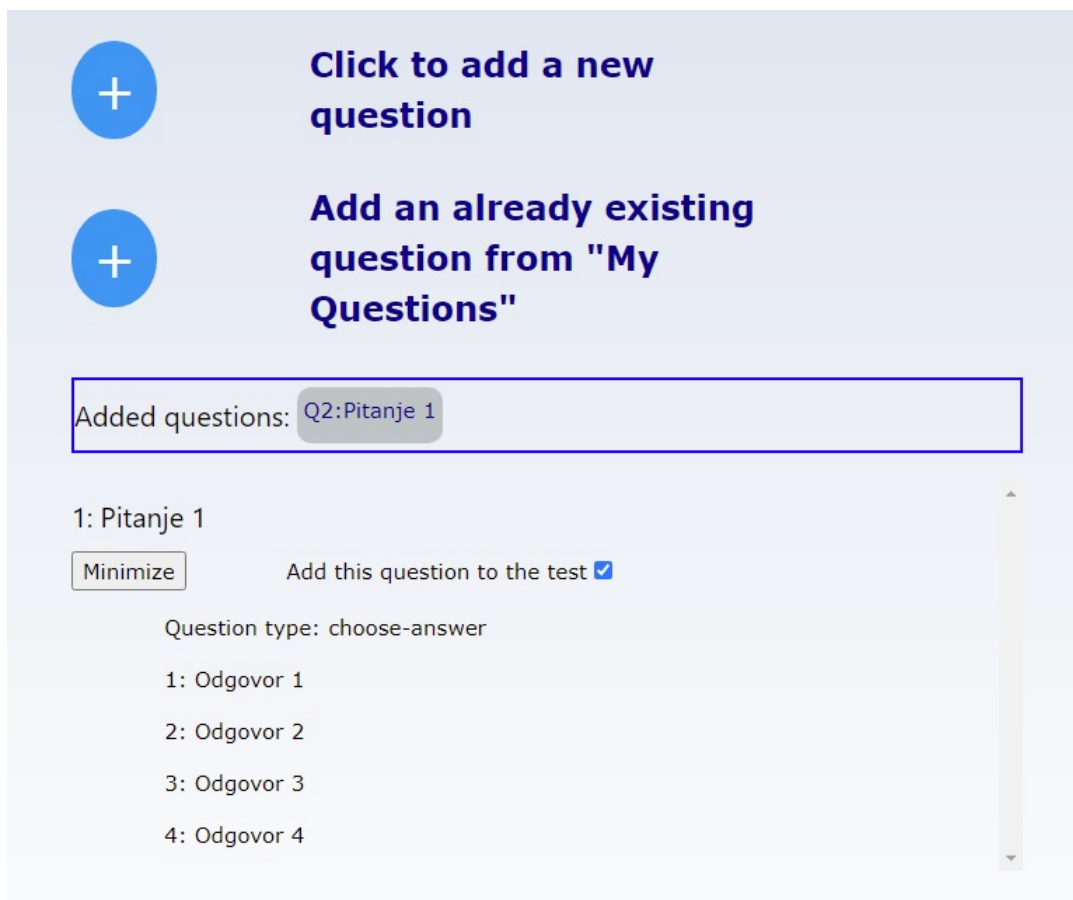 +
Click to add a new
question
+
Add an already existing
question from "My
Questions"
Added questions: Q2:Pitanje 1
1: Pitanje 1
Minimize Add this question to the test
Question type: choose-answer
1: Odgovor 1
2: Odgovor 2
3: Odgovor 3
4: Odgovor 4